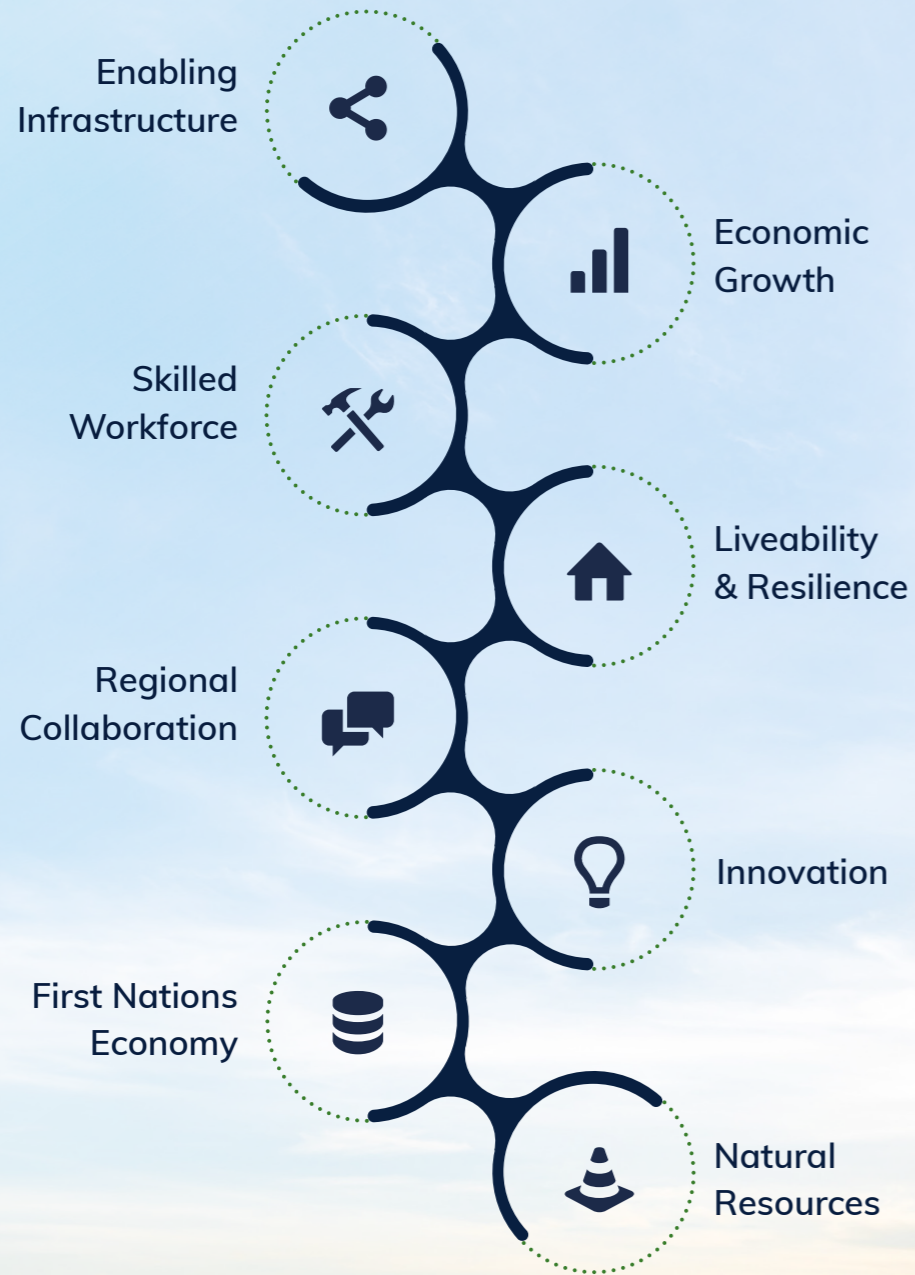 Enabling
Infrastructure
Economic
Growth
Skilled
Workforce
Liveability
& Resilience
Regional
Collaboration
Innovation
First Nations
Economy
Natural
Resources